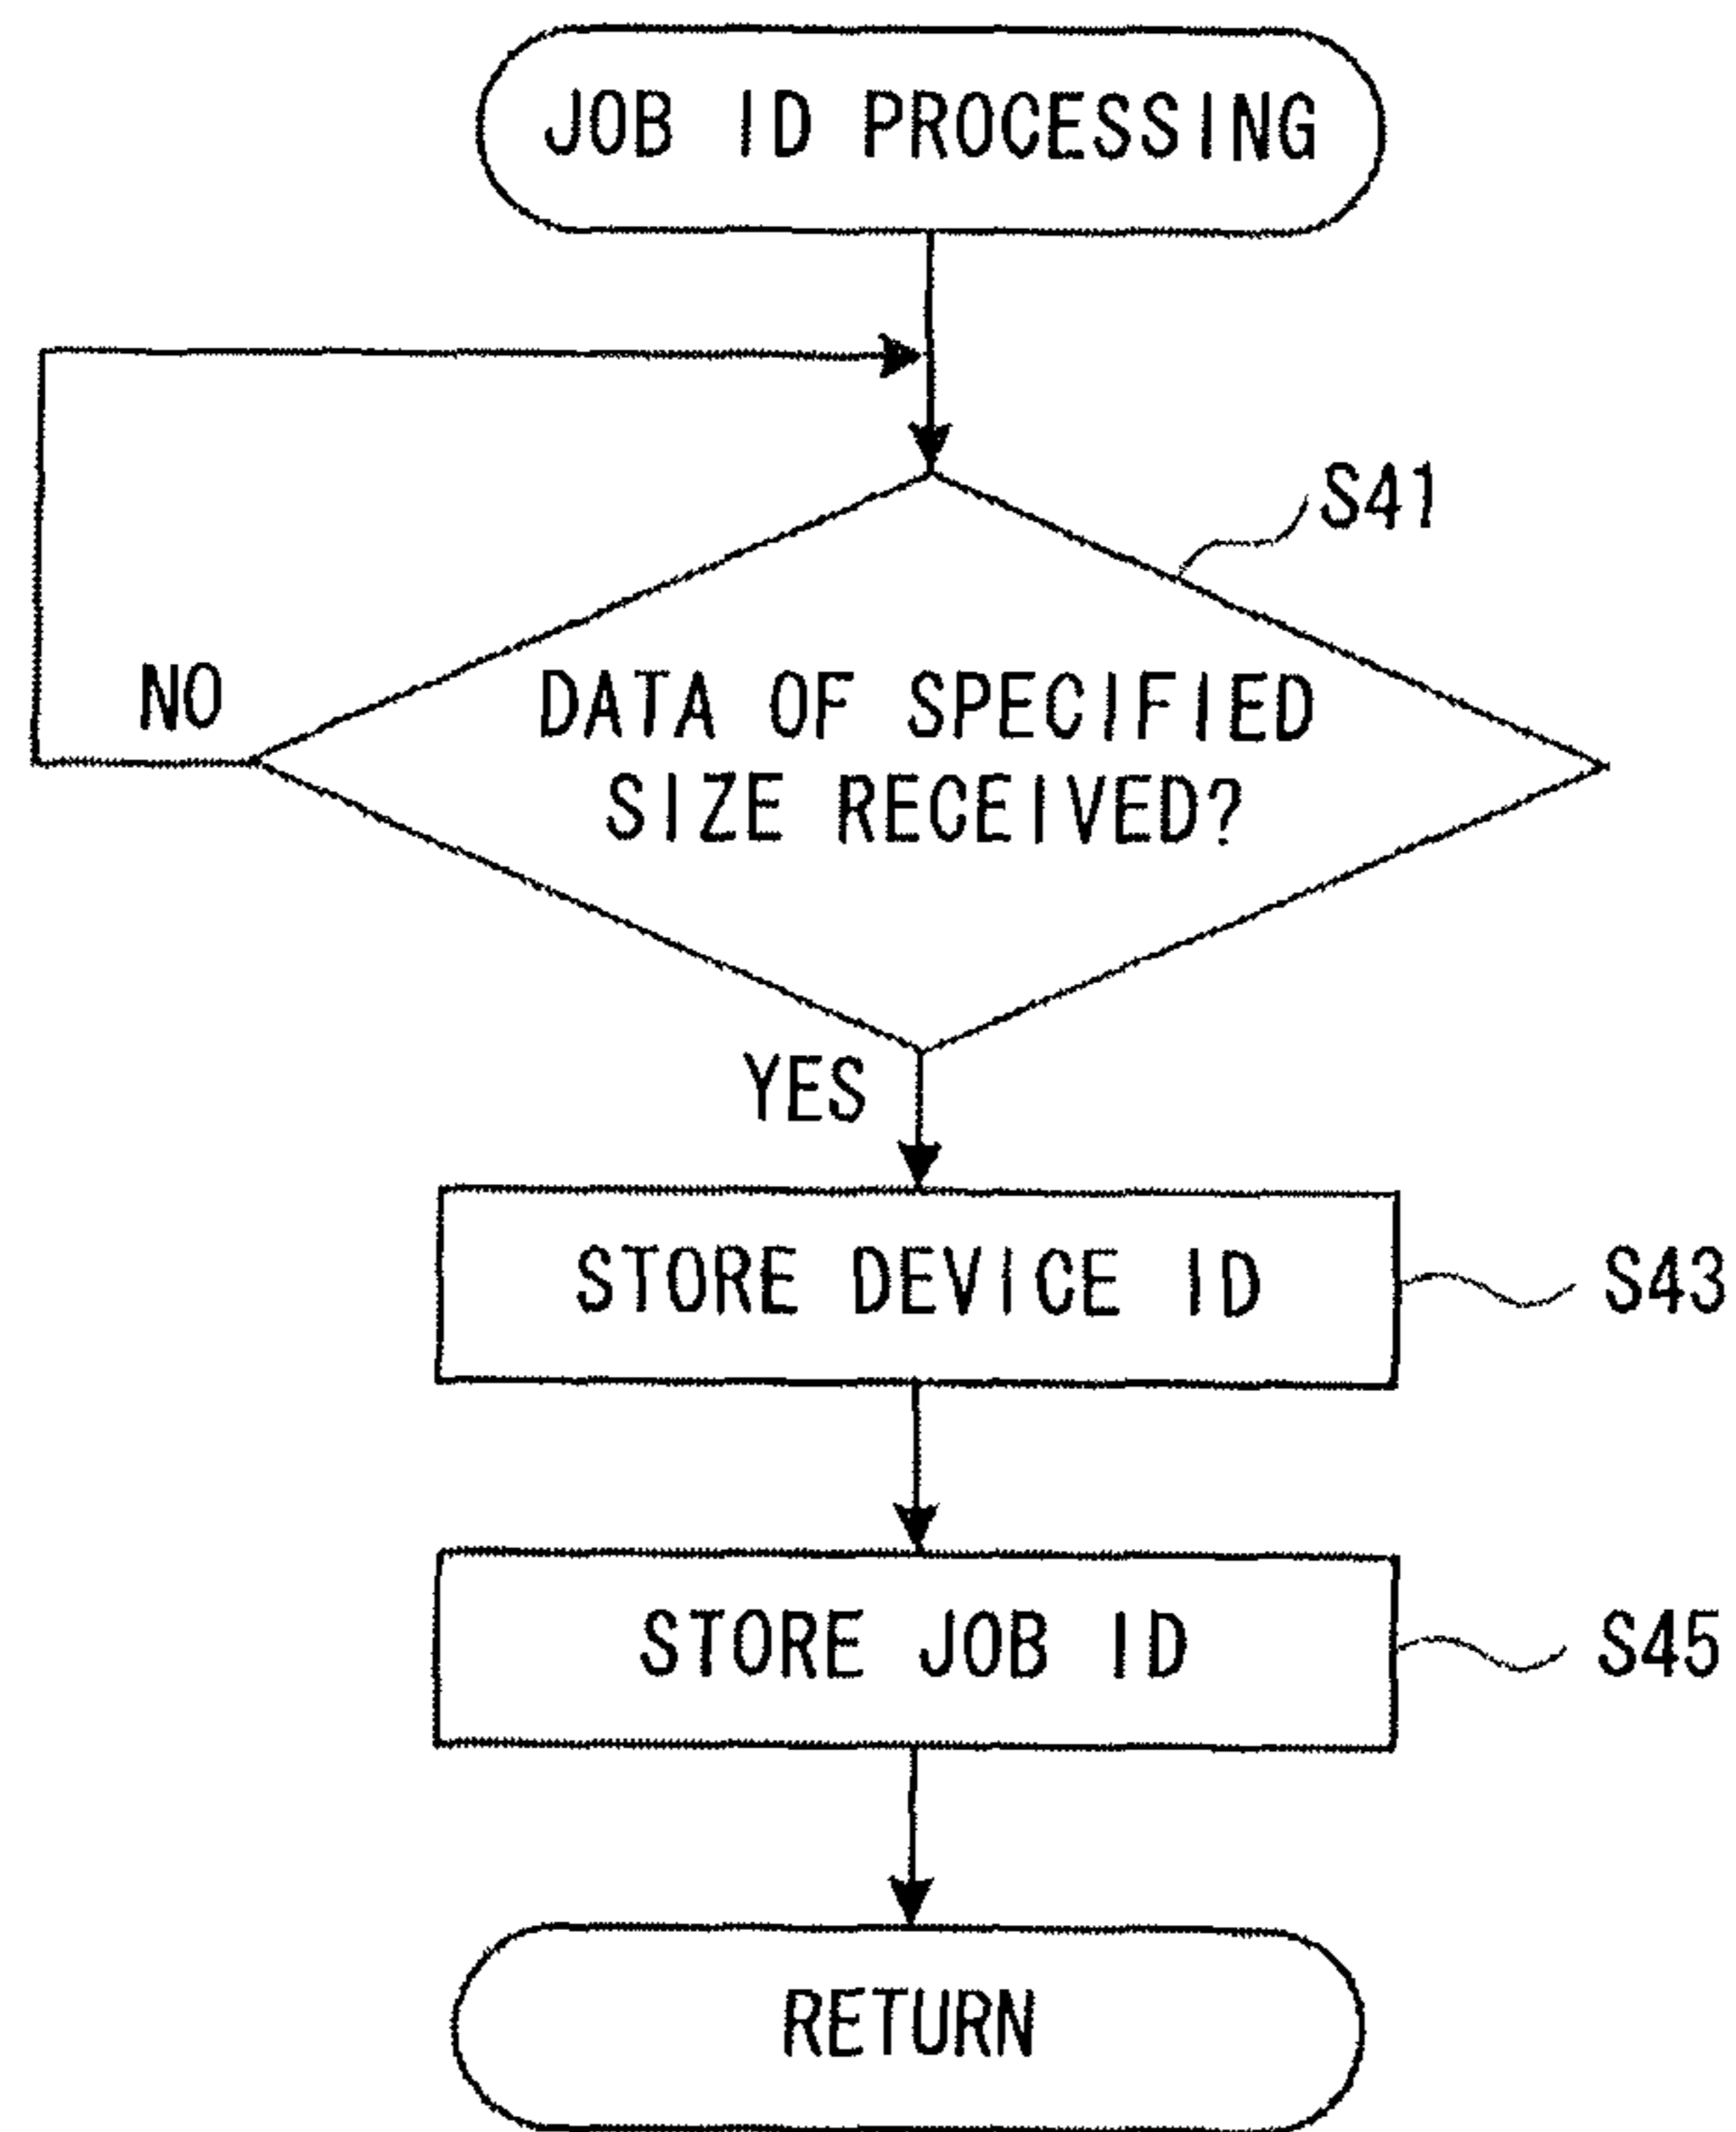 JOB ID PROCESSING
S41
NO
DATA OF SPECIFIED
SIZE RECEIVED?
YES
STORE DEVICE ID
S43
STORE JOB ID
S45
RETURN